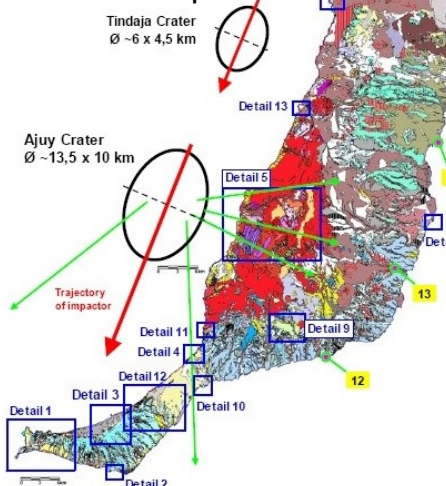 Tindaja Crater
Ø ~6 x 4,5 km
Detail 13
Ajuy Crater
Ø ~13,5 x 10 km
Detail 5
Trajectory
of impactor
13
Detail 11
Detail 9
Detail 4
12
Detail 12
Detail 3
Detail 10
Detail 1
Detail 2